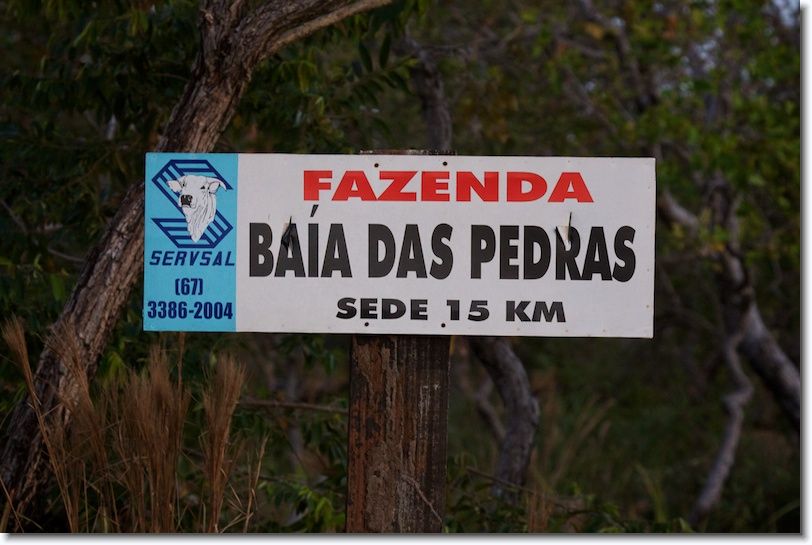 FAZENDA
BAÍA DAS PEDRAS
SEDE 15 KM
SERVSAL
(67)
3386-2004